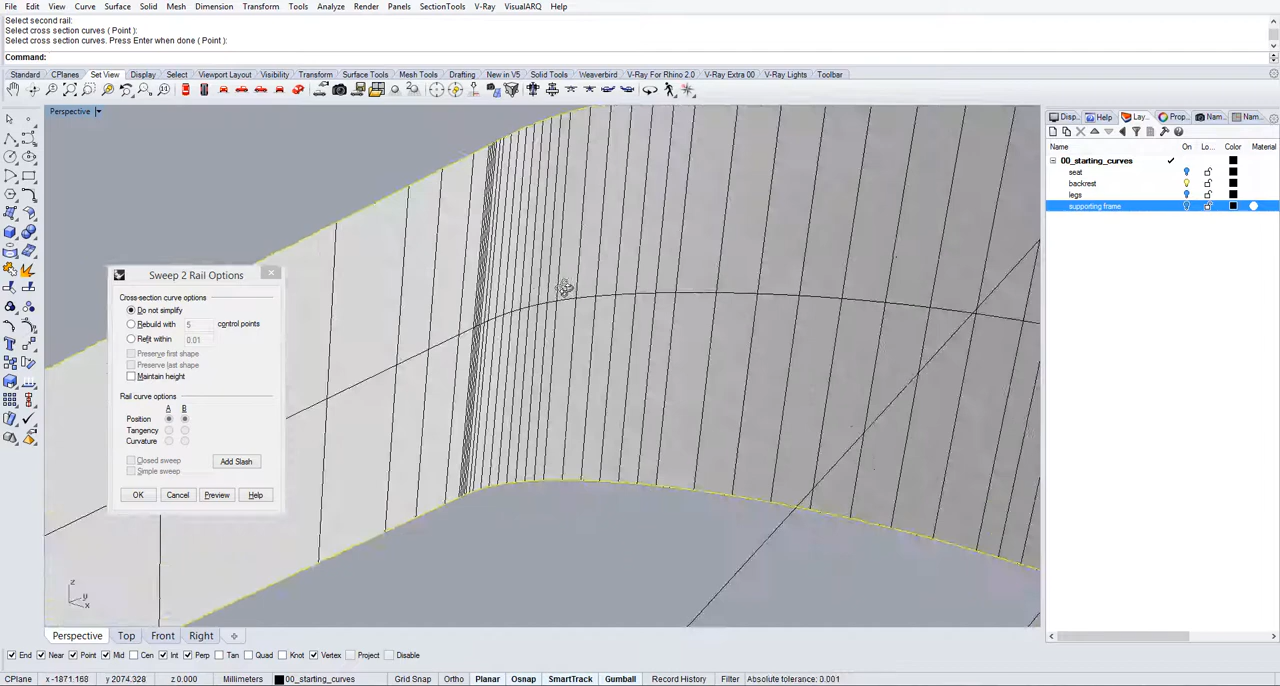 File Edit View Curve Surface Solid Mesh Dimension Transform Tools Analyze Render Panels SectionTools V-Ray VisualARQ Help
Select second rail:
Select cross section curves ( Point ):
Select cross section curves. Press Enter when done ( Point ):
Command:
Standard CPlanes Set View Display Select Viewport Layout Visibility Transform Surface Tools Mesh Tools Drafting New in V5 Solid Tools Weaverbird V-Ray For Rhino 2.0 V-Ray Extra 00 V-Ray Lights Toolbar
Perspective
Disp... Help Lay... Prop... Nam... Nam...
Name On Lo... Color Material
00_starting_curves
seat
backrest
legs
supporting frame
Sweep 2 Rail Options
Cross-section curve options
Do not simplify
Rebuild with 5 control points
Refit within 0.01
Preserve first shape
Preserve last shape
Maintain height
Rail curve options
A B
Position
Tangency
Curvature
Closed sweep
Add Slash
Simple sweep
OK Cancel Preview Help
z
y
x
Perspective Top Front Right
End Near Point Mid Cen Int Perp Tan Quad Knot Vertex Project Disable
CPlane x -1871.168 y 2074.328 z 0.000 Millimeters 00_starting_curves Grid Snap Ortho Planar Osnap SmartTrack Gumball Record History Filter Absolute tolerance: 0.001